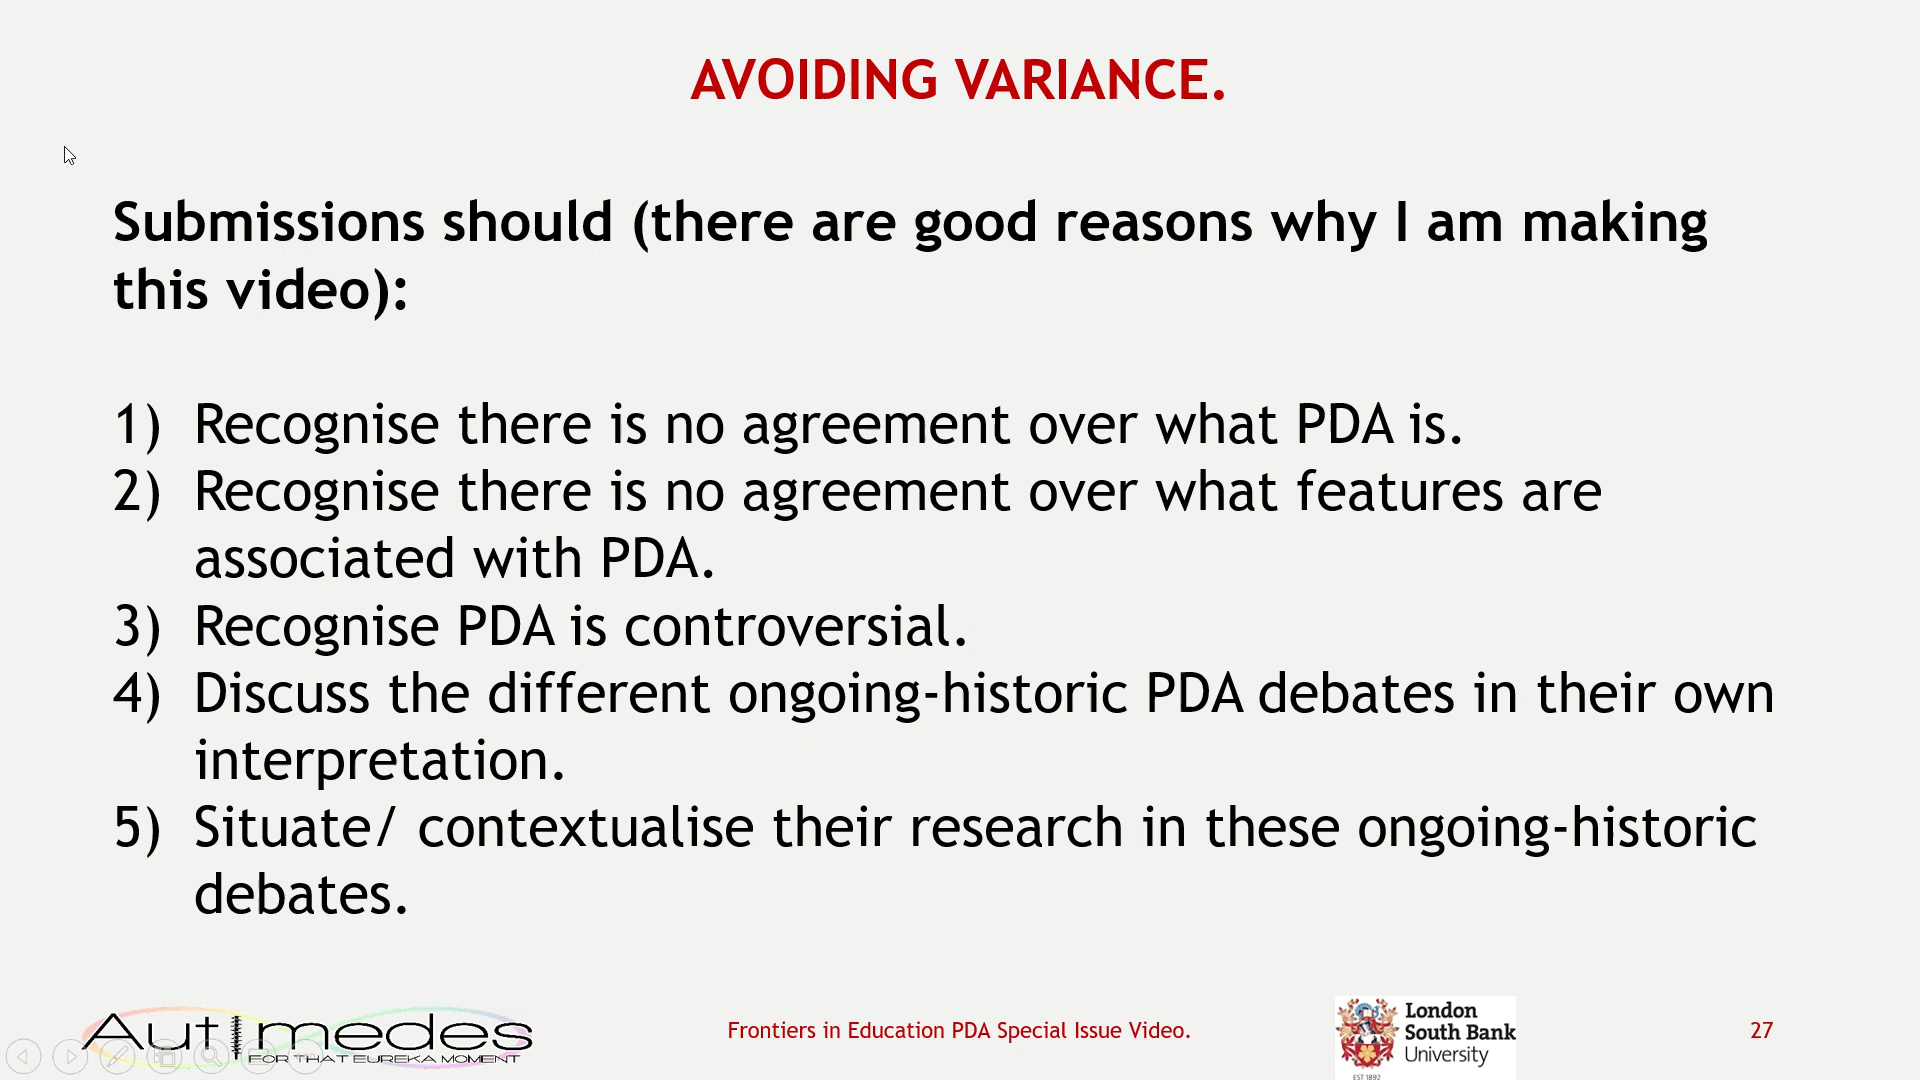 AVOIDING VARIANCE.
Submissions should (there are good reasons why I am making
this video):
1) Recognise there is no agreement over what PDA is.
2) Recognise there is no agreement over what features are
associated with PDA.
3) Recognise PDA is controversial.
4) Discuss the different ongoing-historic PDA debates in their own
interpretation.
5) Situate/ contextualise their research in these ongoing-historic
debates.
Autimedes
FOR THAT EUREKA MOMENT
Frontiers in Education PDA Special Issue Video.
London
South Bank
University
EST 1892
27